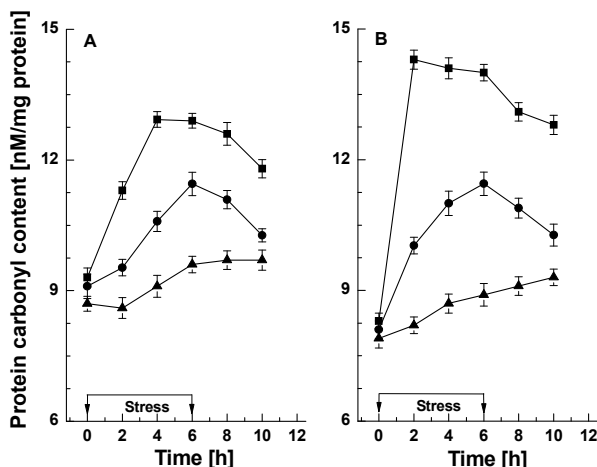 Protein carbonyl content [nM/mg protein]
15
12
9
6
A
Stress
0 2 4 6 8 10 12
Time [h]
15
12
9
6
B
Stress
0 2 4 6 8 10 12
Time [h]